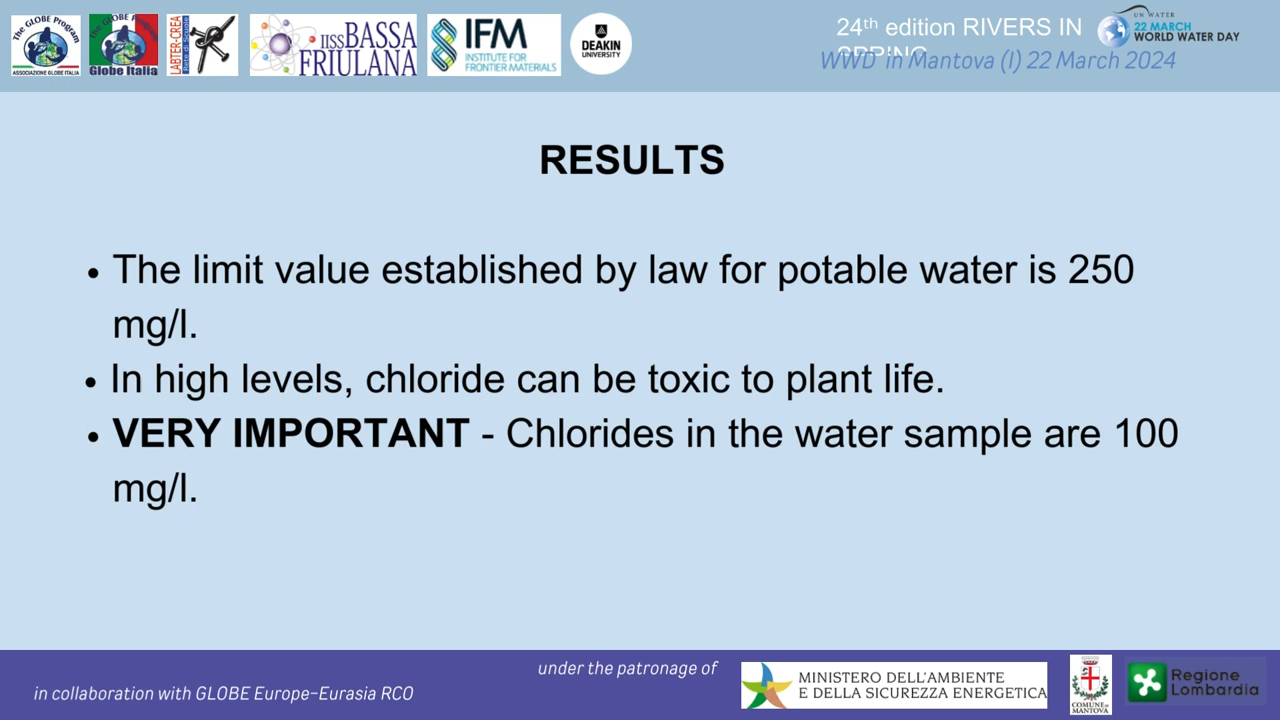 The GLOBE Program
ASSOCIAZIONE GLOBE ITALIA
Globe Italia
LABTER-CREA
IISS BASSA
FRIULANA
IFM
INSTITUTE FOR
FRONTIER MATERIALS
DEAKIN
UNIVERSITY
24th edition RIVERS IN
SPRING
WWD in Mantova (I) 22 March 2024
UN WATER
22 MARCH
WORLD WATER DAY
RESULTS
• The limit value established by law for potable water is 250
mg/l.
• In high levels, chloride can be toxic to plant life.
• VERY IMPORTANT - Chlorides in the water sample are 100
mg/l.
in collaboration with GLOBE Europe-Eurasia RCO
under the patronage of
MINISTERO DELL'AMBIENTE
E DELLA SICUREZZA ENERGETICA
COMUNE DI
MANTOVA
Regione
Lombardia